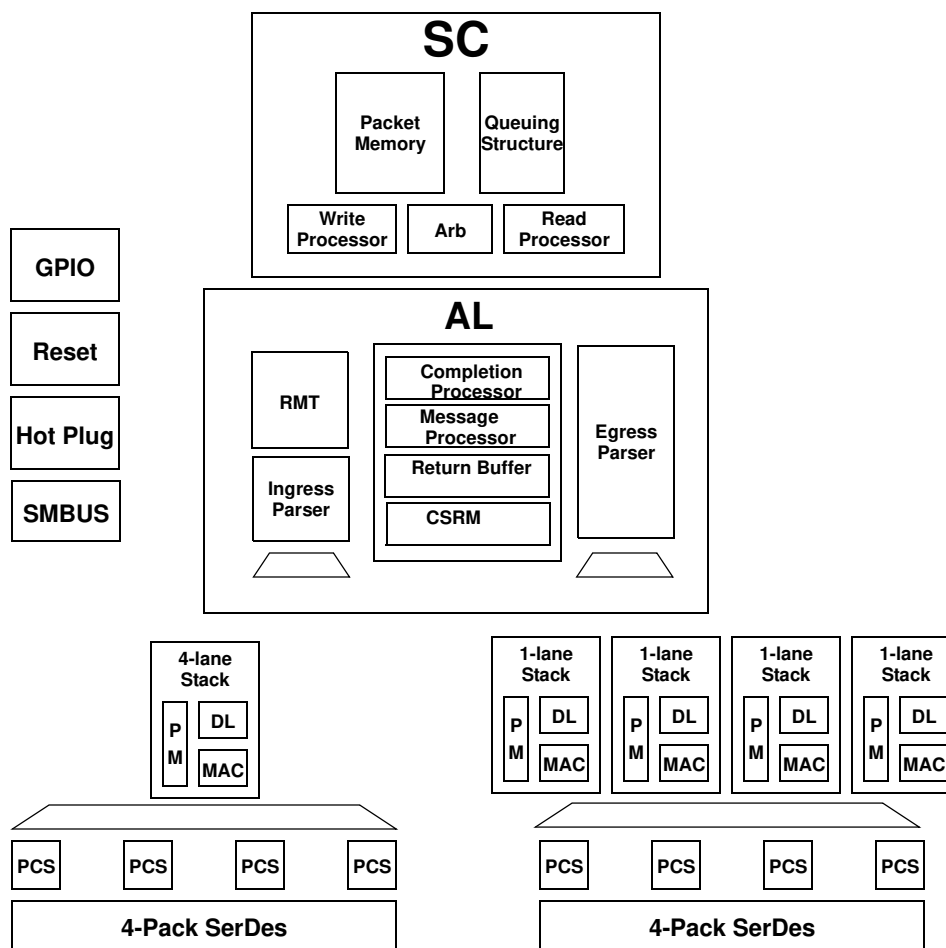 SC
Packet
Memory
Queuing
Structure
Write
Processor
Arb
Read
Processor
GPIO
Reset
Hot Plug
SMBUS
AL
RMT
Ingress
Parser
Completion
Processor
Message
Processor
Return Buffer
CSRM
Egress
Parser
4-lane
Stack
P
M
DL
MAC
1-lane
Stack
P
M
DL
MAC
1-lane
Stack
P
M
DL
MAC
1-lane
Stack
P
M
DL
MAC
1-lane
Stack
P
M
DL
MAC
PCS
PCS
PCS
PCS
PCS
PCS
PCS
PCS
4-Pack SerDes
4-Pack SerDes